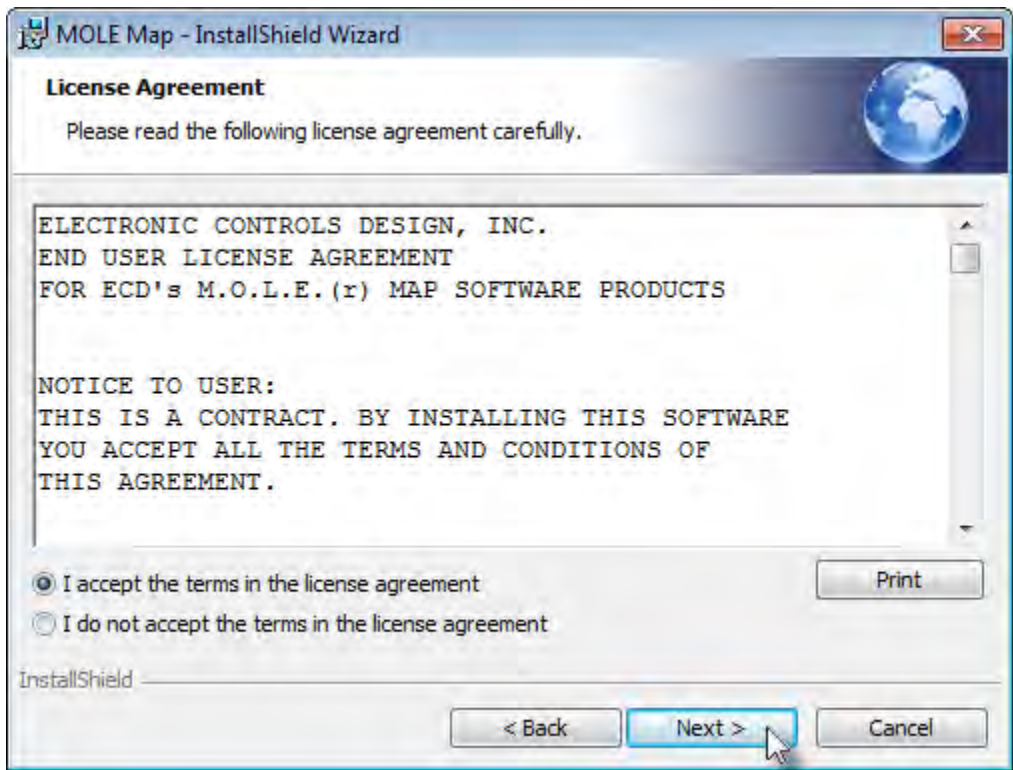 MOLE Map - InstallShield Wizard
License Agreement
Please read the following license agreement carefully.
ELECTRONIC CONTROLS DESIGN, INC.
END USER LICENSE AGREEMENT
FOR ECD's M.O.L.E.(r) MAP SOFTWARE PRODUCTS
NOTICE TO USER:
THIS IS A CONTRACT. BY INSTALLING THIS SOFTWARE
YOU ACCEPT ALL THE TERMS AND CONDITIONS OF
THIS AGREEMENT.
I accept the terms in the license agreement
Print
I do not accept the terms in the license agreement
InstallShield
< Back Next > Cancel